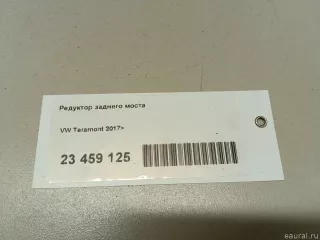 Редуктор заднего моста
VW Teramont 2017>
23 459 125
eaural.ru